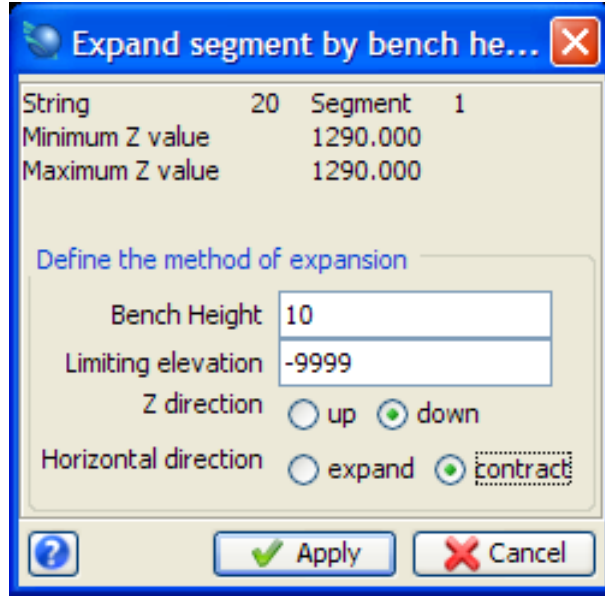 Expand segment by bench he...
String 20 Segment 1
Minimum Z value 1290.000
Maximum Z value 1290.000
Define the method of expansion
Bench Height 10
Limiting elevation -9999
Z direction up down
Horizontal direction expand contract
? Apply Cancel